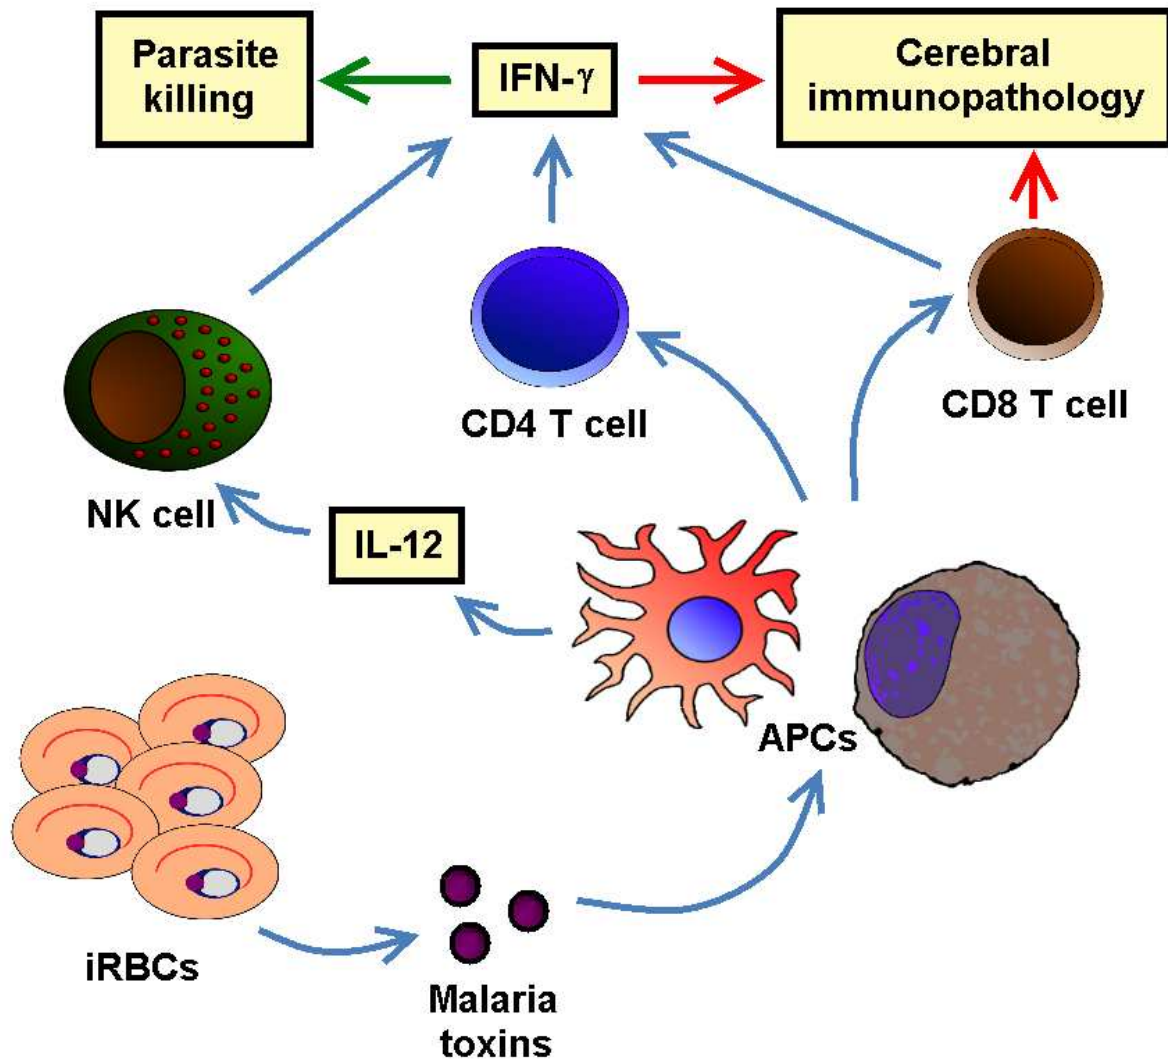 Parasite
killing
IFN-γ
Cerebral
immunopathology
CD4 T cell
CD8 T cell
NK cell
IL-12
APCs
iRBCs
Malaria
toxins